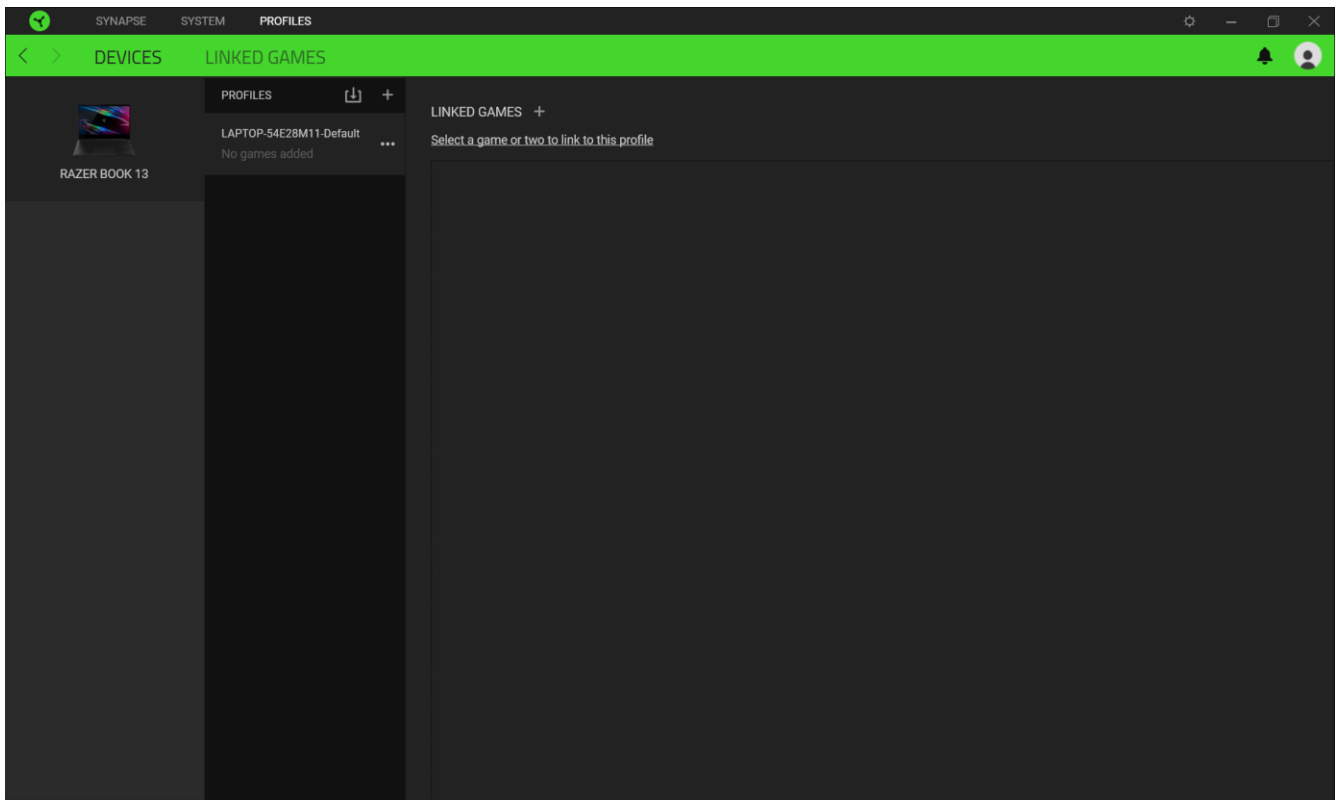 SYNAPSE SYSTEM PROFILES
DEVICES LINKED GAMES
PROFILES
LAPTOP-54E28M11-Default
No games added
RAZER BOOK 13
LINKED GAMES
Select a game or two to link to this profile